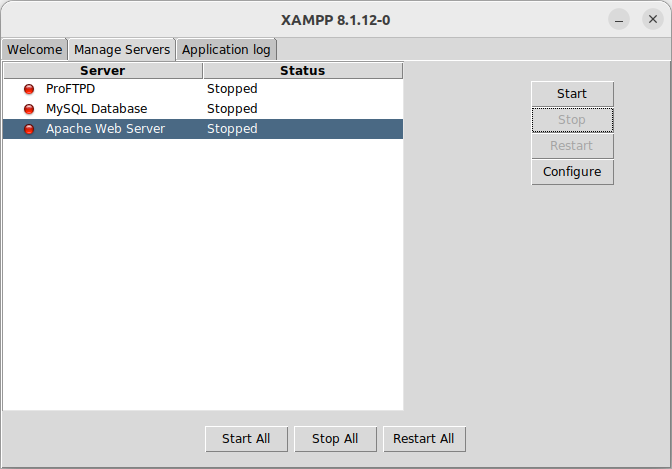 XAMPP 8.1.12-0
Welcome Manage Servers Application log
Server Status
ProFTPD Stopped
MySQL Database Stopped
Apache Web Server Stopped
Start
Stop
Restart
Configure
Start All Stop All Restart All